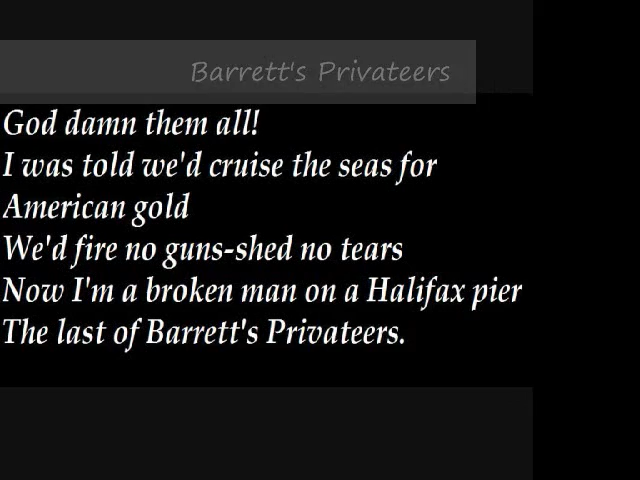 Barrett's Privateers
God damn them all!
I was told we'd cruise the seas for
American gold
We'd fire no guns-shed no tears
Now I'm a broken man on a Halifax pier
The last of Barrett's Privateers.